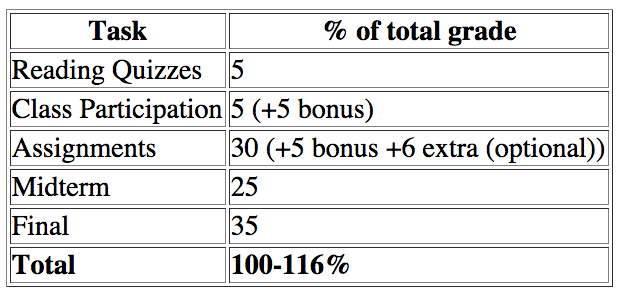 Task % of total grade
Reading Quizzes 5
Class Participation 5 (+5 bonus)
Assignments 30 (+5 bonus +6 extra (optional))
Midterm 25
Final 35
Total 100-116%